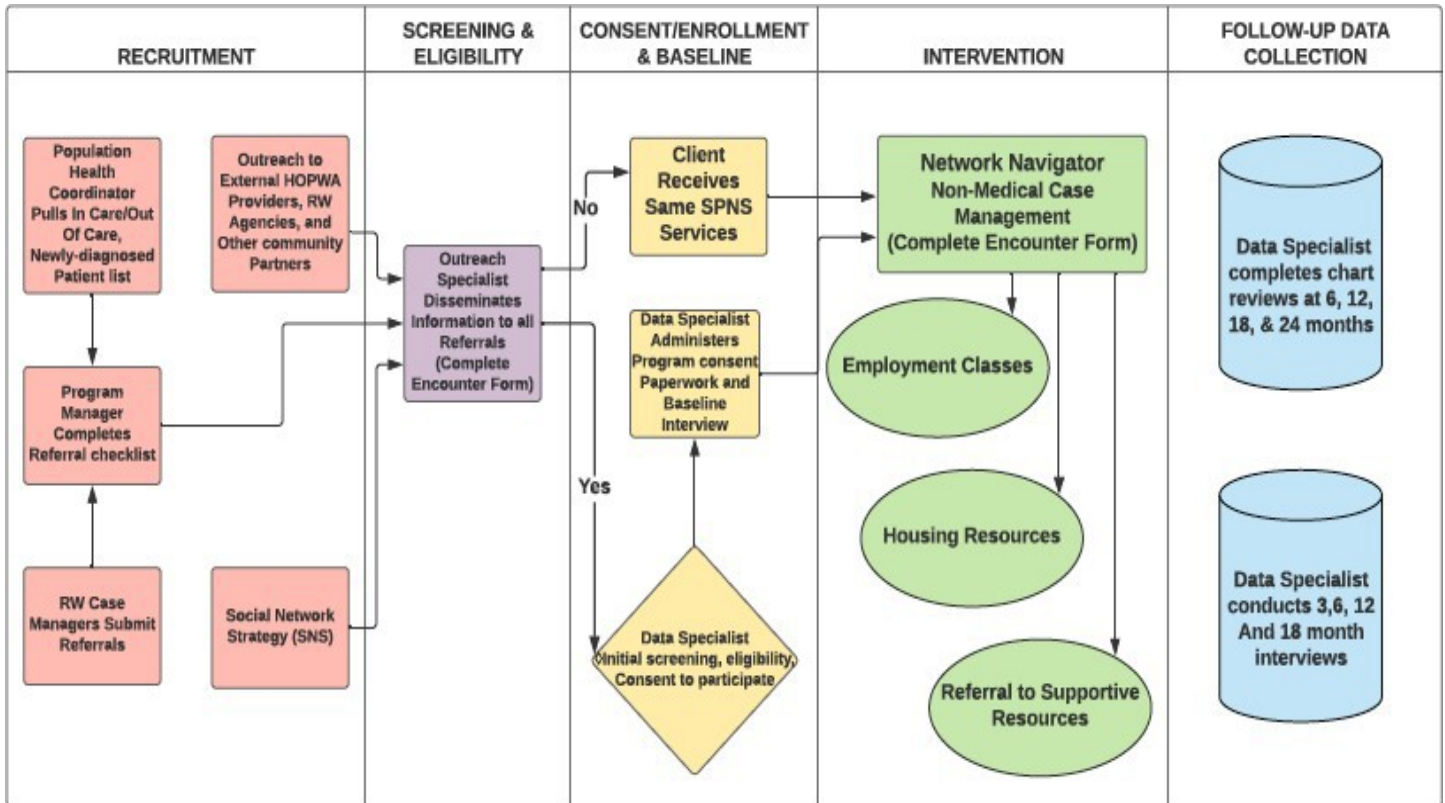 RECRUITMENT
SCREENING &
ELIGIBILITY
CONSENT/ENROLLMENT
& BASELINE
INTERVENTION
FOLLOW-UP DATA
COLLECTION
Population
Health
Coordinator
Pulls In Care/Out
Of Care,
Newly-diagnosed
Patient list
Outreach to
External HOPWA
Providers, RW
Agencies, and
Other community
Partners
Program
Manager
Completes
Referral checklist
RW Case
Managers Submit
Referrals
Social Network
Strategy (SNS)
Outreach
Specialist
Disseminates
Information to all
Referrals
(Complete
Encounter Form)
No
Yes
Client
Receives
Same SPNS
Services
Data Specialist
Administers
Program consent
Paperwork and
Baseline
Interview
Data Specialist
Initial screening, eligibility,
Consent to participate
Network Navigator
Non-Medical Case
Management
(Complete Encounter Form)
Employment Classes
Housing Resources
Referral to Supportive
Resources
Data Specialist
completes chart
reviews at 6, 12,
18, & 24 months
Data Specialist
conducts 3,6, 12
And 18 month
interviews